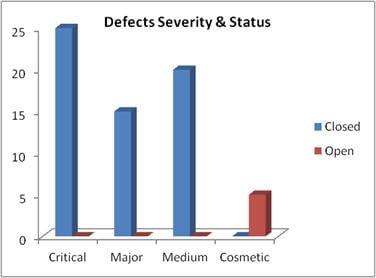 Defects Severity & Status
25
20
15
10
5
0
Critical
Major
Medium
Cosmetic
Closed
Open